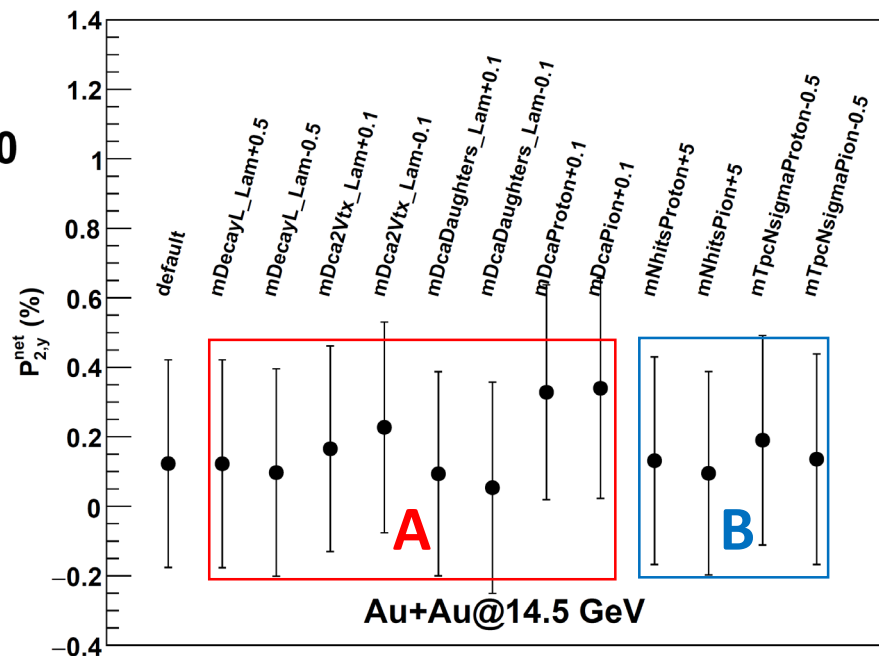 0
1.4
1.2
1
0.8
0.6
0.4
0.2
0
−0.2
−0.4
P2,y net (%)
default
mDecayL_Lam+0.5
mDecayL_Lam-0.5
mDca2Vtx_Lam+0.1
mDca2Vtx_Lam-0.1
mDcaDaughters_Lam+0.1
mDcaDaughters_Lam-0.1
mDcaProton+0.1
mDcaPion+0.1
mNhitsProton+5
mNhitsPion+5
mTpcNsigmaProton-0.5
mTpcNsigmaPion-0.5
A
B
Au+Au@14.5 GeV